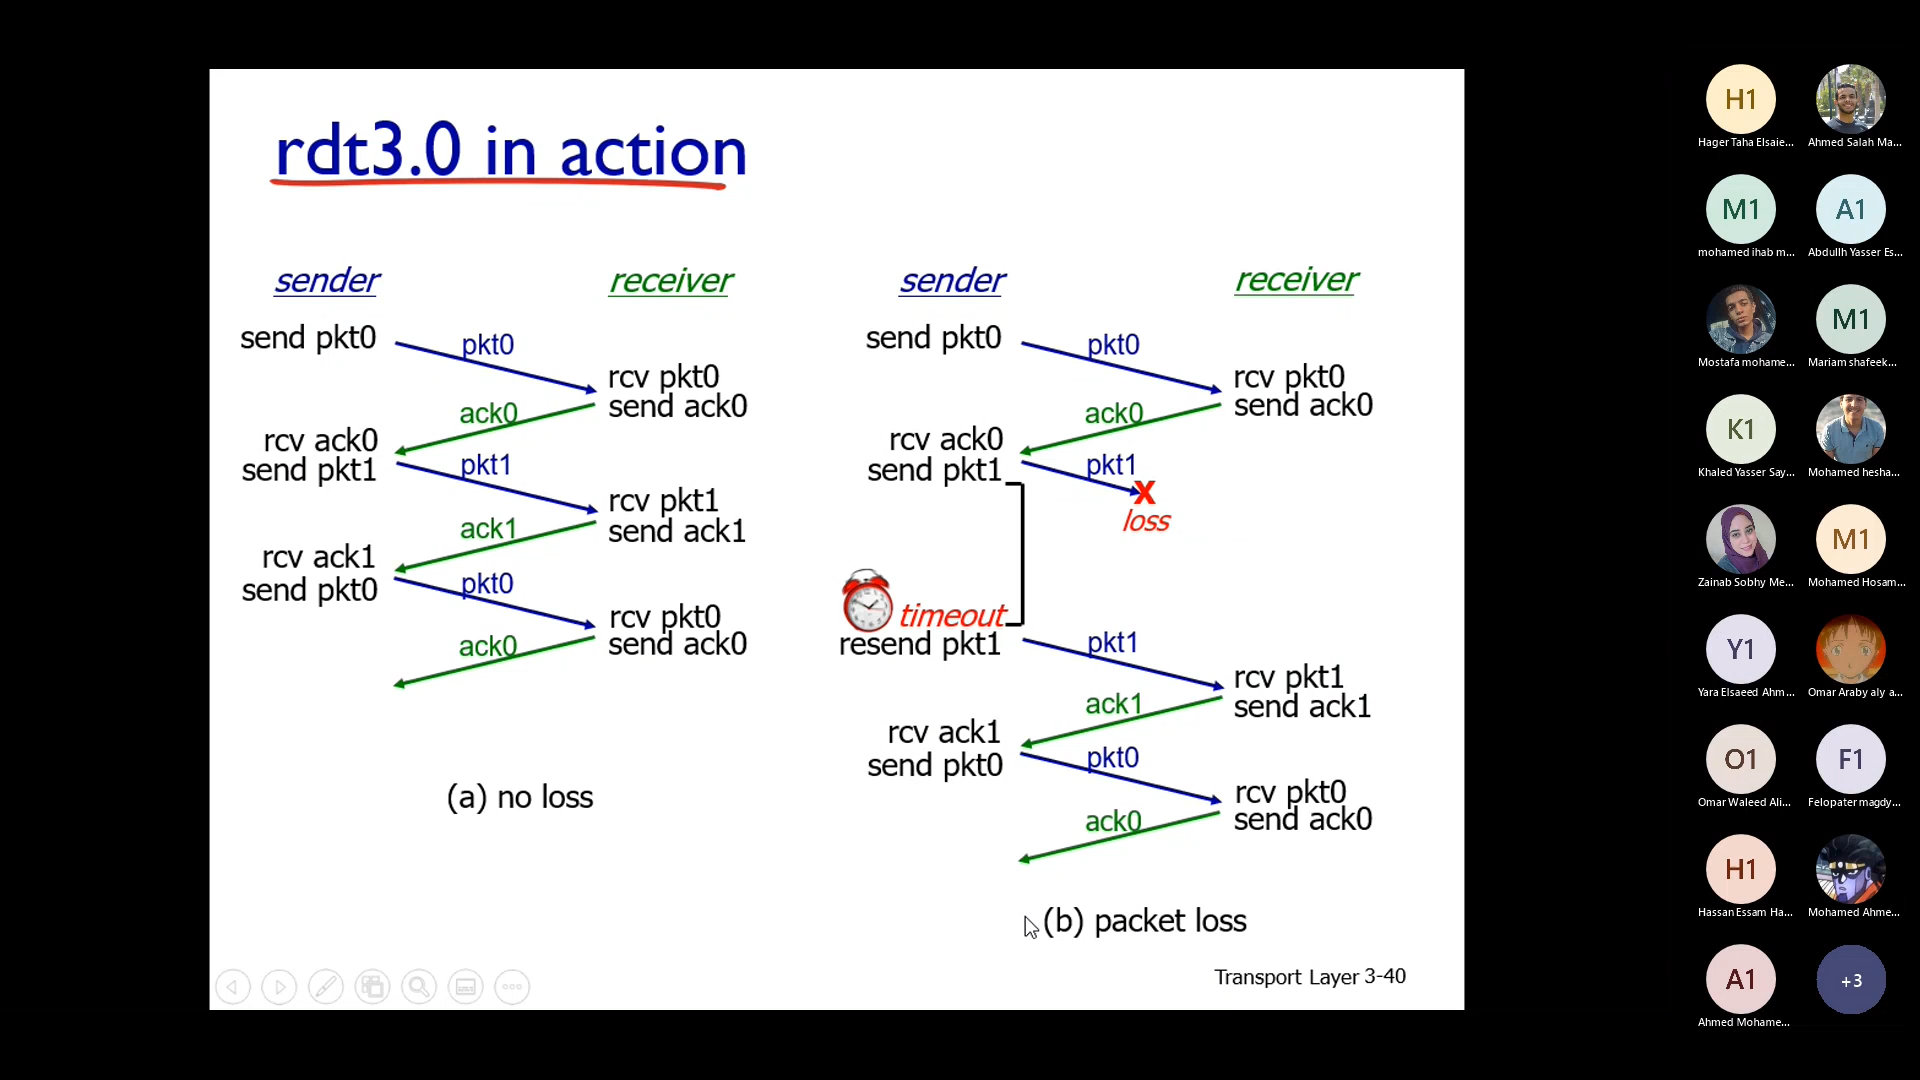 rdt3.0 in action
sender
receiver
send pkt0
pkt0
rcv pkt0
send ack0
ack0
rcv ack0
send pkt1
pkt1
rcv pkt1
send ack1
ack1
rcv ack1
send pkt0
pkt0
rcv pkt0
send ack0
ack0
(a) no loss
sender
receiver
send pkt0
pkt0
rcv pkt0
send ack0
ack0
rcv ack0
send pkt1
pkt1
X
loss
timeout
resend pkt1
pkt1
rcv pkt1
send ack1
ack1
rcv ack1
send pkt0
pkt0
rcv pkt0
send ack0
ack0
(b) packet loss
Transport Layer 3-40
H1
Hager Taha Elsaie...
Ahmed Salah Ma...
M1
mohamed ihab m...
A1
Abdullh Yasser Es...
Mostafa mohame...
M1
Mariam shafeek...
K1
Khaled Yasser Say...
Mohamed hesha...
Zainab Sobhy Me...
M1
Mohamed Hosam...
Y1
Yara Elsaeed Ahm...
Omar Araby aly a...
O1
Omar Waleed Ali...
F1
Felopater magdy...
H1
Hassan Essam Ha...
Mohamed Ahme...
A1
Ahmed Mohame...
+3